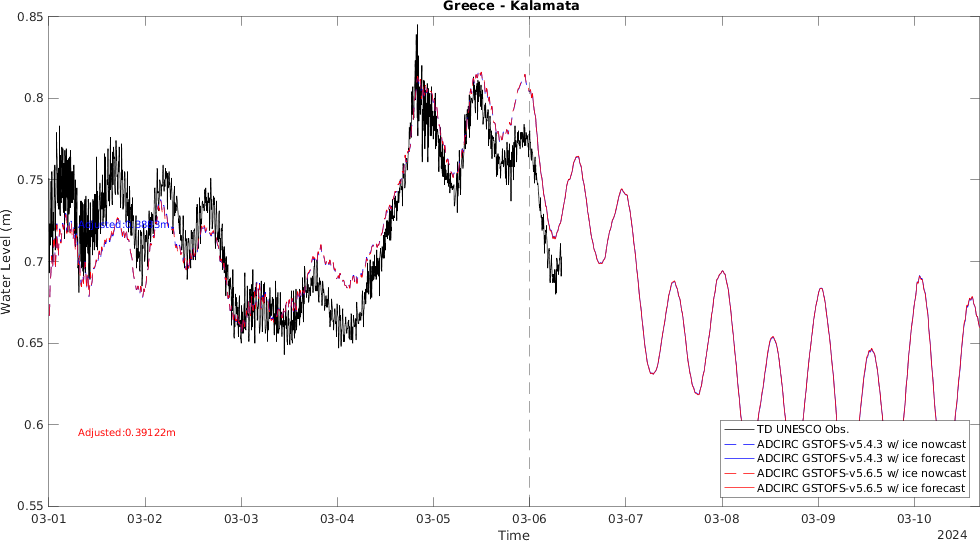 Greece - Kalamata
0.85
0.8
0.75
0.7
0.65
0.6
0.55
Water Level (m)
Adjusted:0.39122m
TD UNESCO Obs.
ADCIRC GSTOFS-v5.4.3 w/ ice nowcast
ADCIRC GSTOFS-v5.4.3 w/ ice forecast
ADCIRC GSTOFS-v5.6.5 w/ ice nowcast
ADCIRC GSTOFS-v5.6.5 w/ ice forecast
03-01 03-02 03-03 03-04 03-05 03-06 03-07 03-08 03-09 03-10
Time
2024